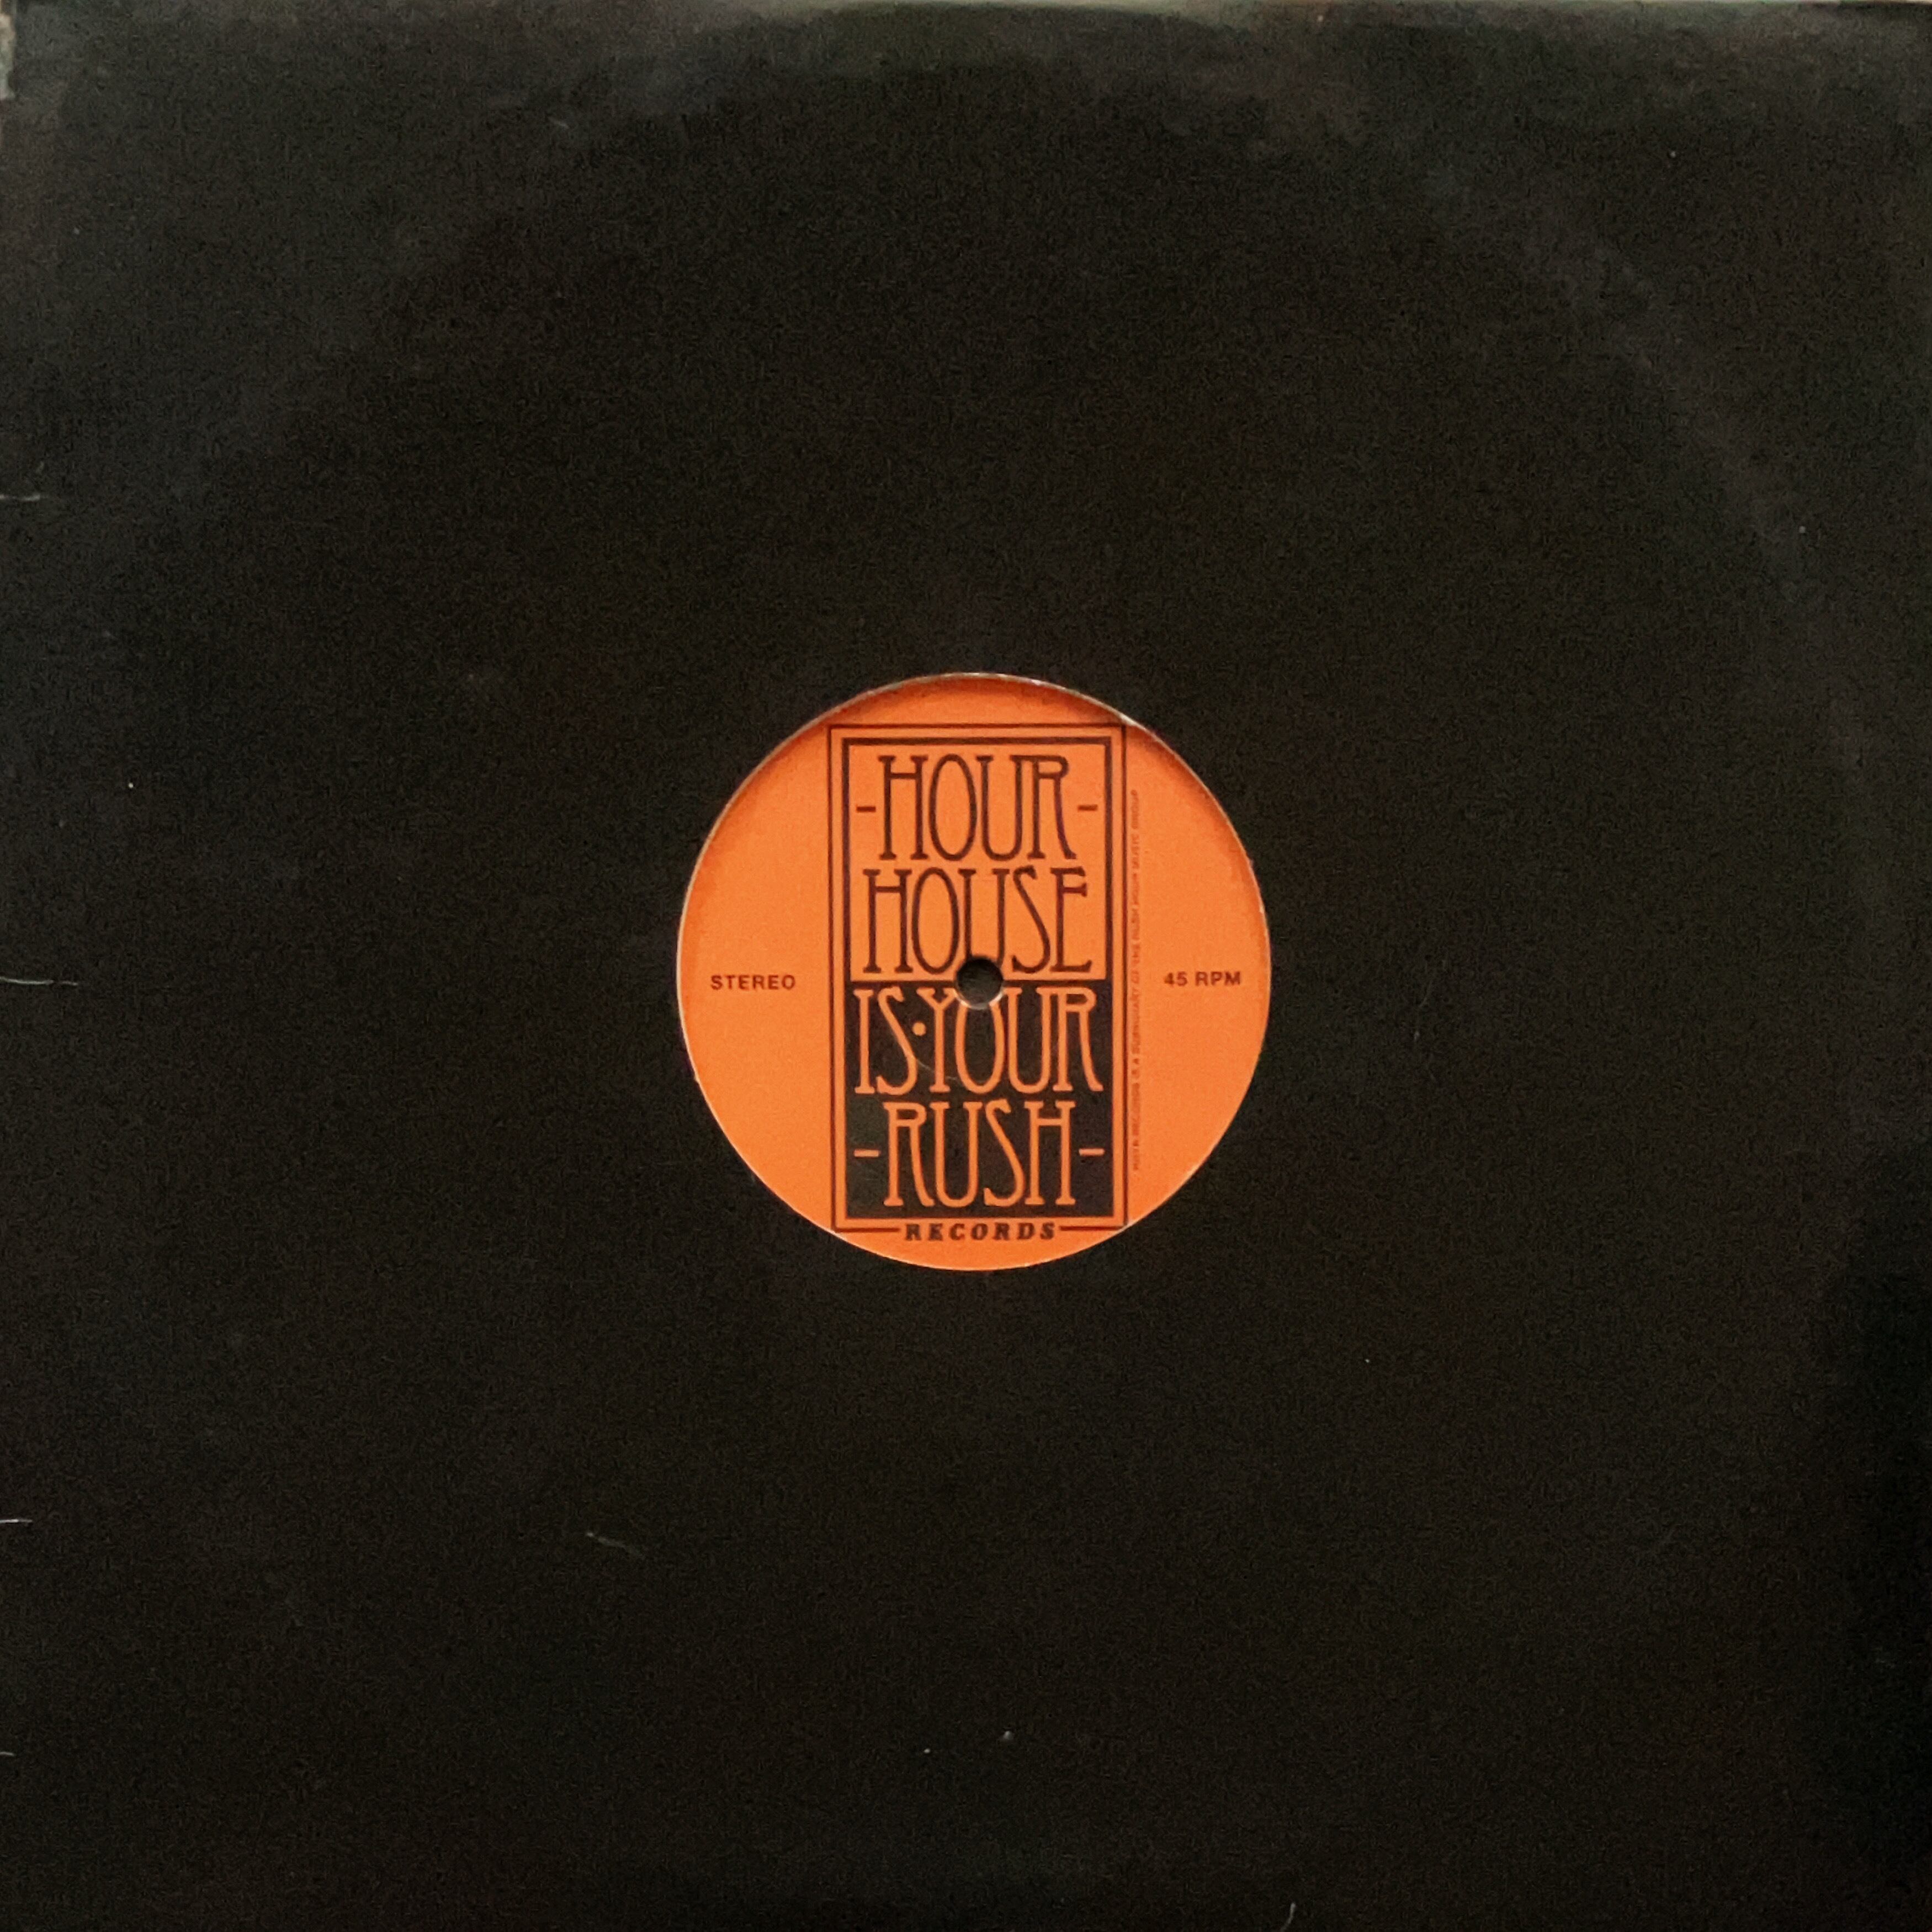 -HOUR-
HOUSE
IS·YOUR
-RUSH-
RECORDS
STEREO
45 RPM